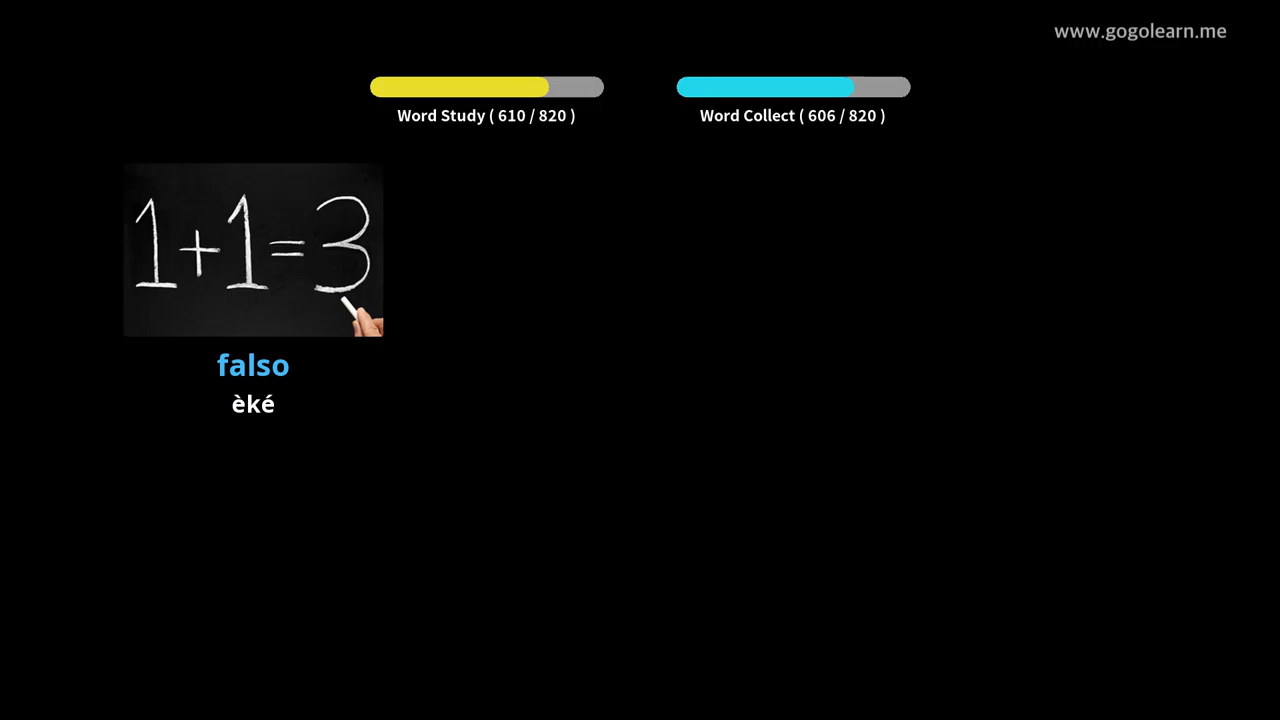 www.gogolearn.me
Word Study ( 610 / 820 )
Word Collect ( 606 / 820 )
1+1=3
falso
èké